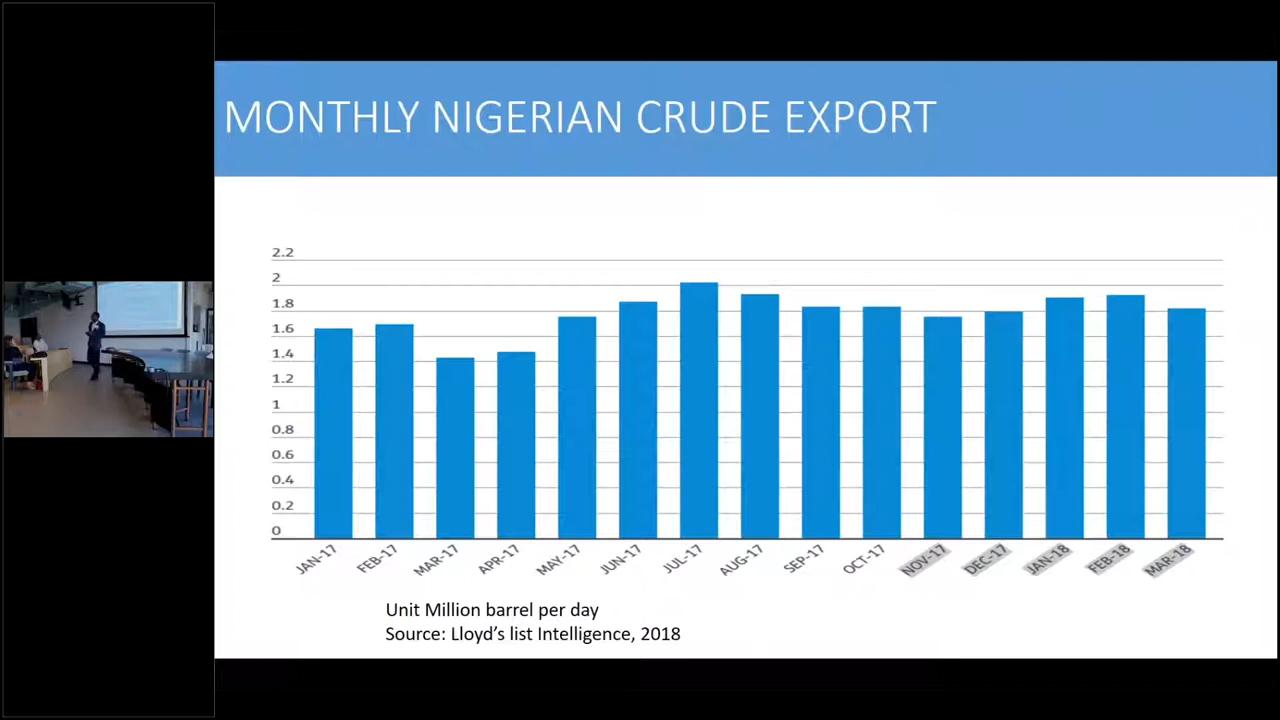 MONTHLY NIGERIAN CRUDE EXPORT
2.2
2
1.8
1.6
1.4
1.2
1
0.8
0.6
0.4
0.2
0
JAN-17
FEB-17
MAR-17
APR-17
MAY-17
JUN-17
JUL-17
AUG-17
SEP-17
OCT-17
NOV-17
DEC-17
JAN-18
FEB-18
MAR-18
Unit Million barrel per day
Source: Lloyd’s list Intelligence, 2018